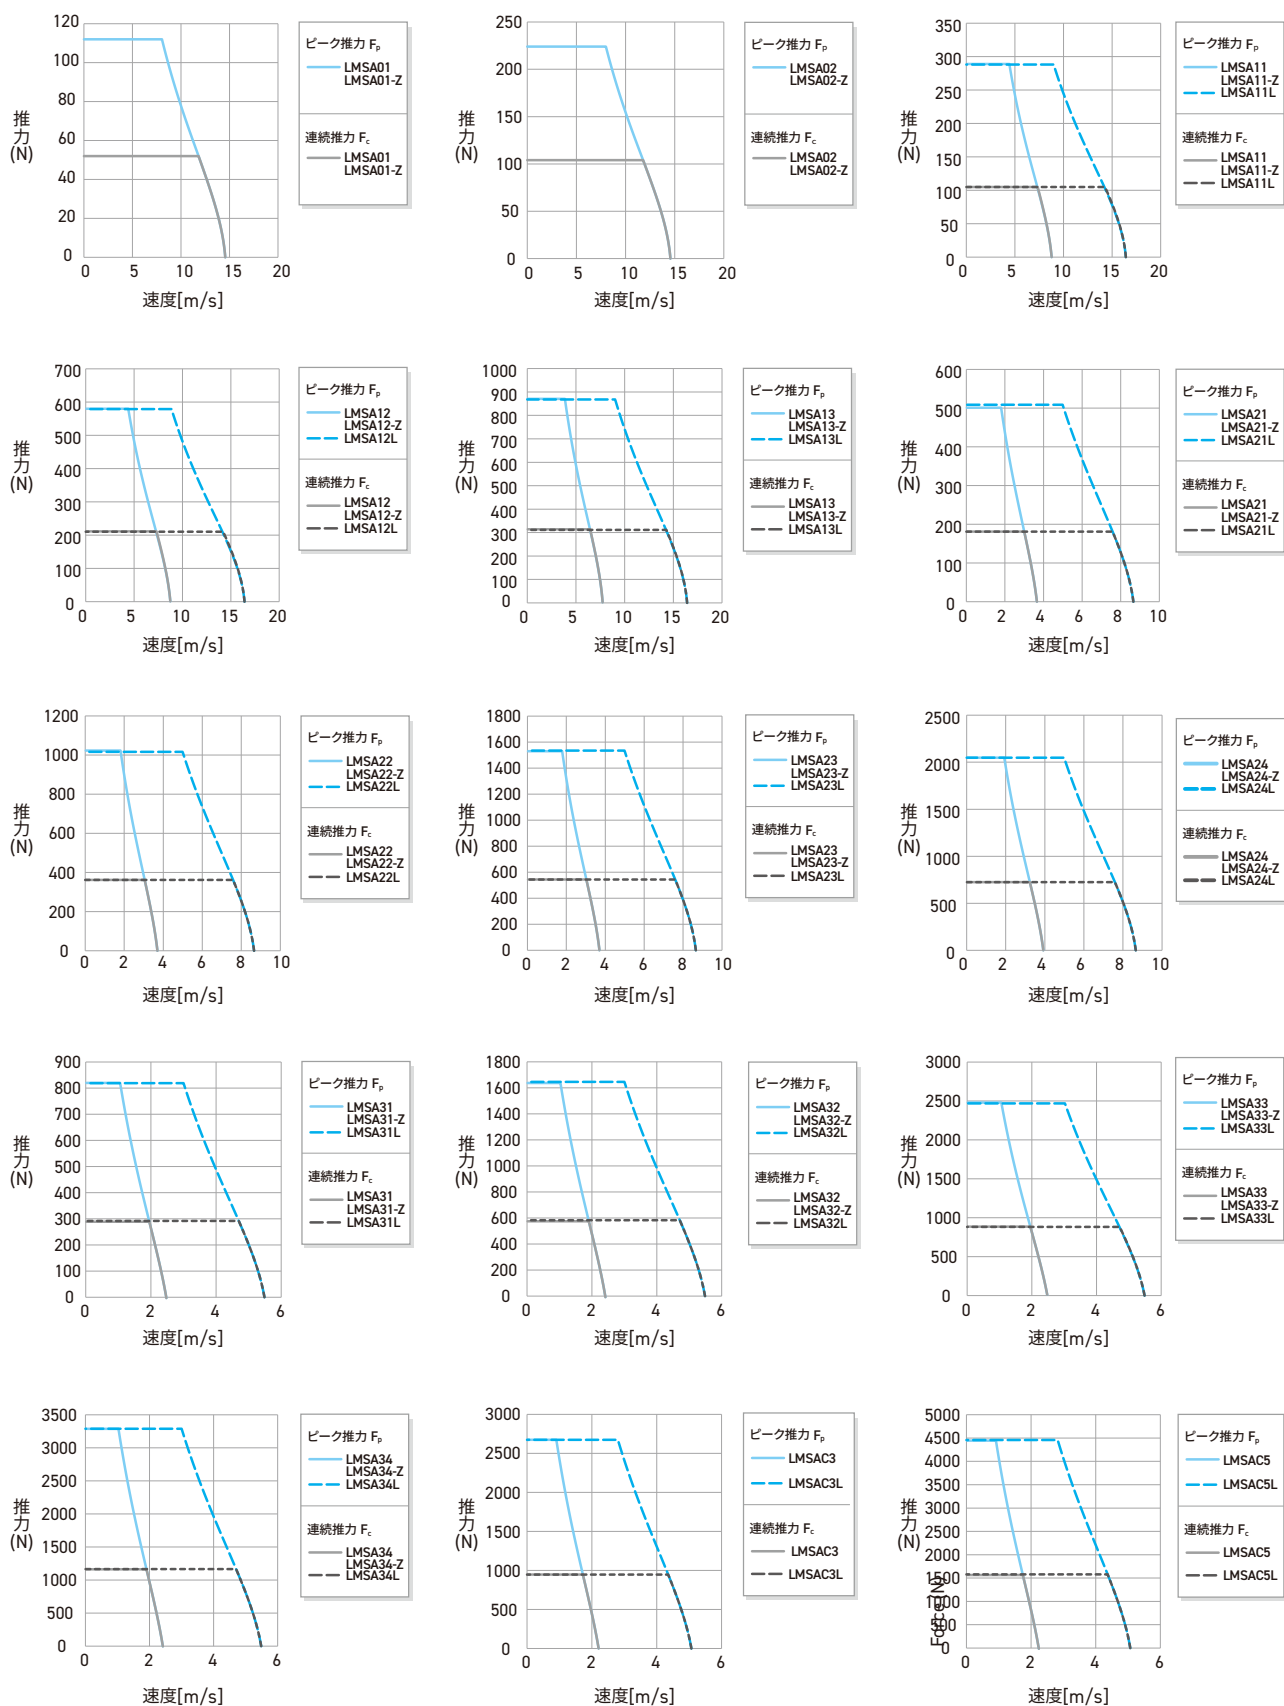 120
100
80
60
40
20
0
0 5 10 15 20
推力(N)
速度[m/s]
ピーク推力 Fp
LMSA01
LMSA01-Z
連続推力 Fc
LMSA01
LMSA01-Z
250
200
150
100
50
0
0 5 10 15 20
推力(N)
速度[m/s]
ピーク推力 Fp
LMSA02
LMSA02-Z
連続推力 Fc
LMSA02
LMSA02-Z
350
300
250
200
150
100
50
0
0 5 10 15 20
推力(N)
速度[m/s]
ピーク推力 Fp
LMSA11
LMSA11-Z
LMSA11L
連続推力 Fc
LMSA11
LMSA11-Z
LMSA11L
700
600
500
400
300
200
100
0
0 5 10 15 20
推力(N)
速度[m/s]
ピーク推力 Fp
LMSA12
LMSA12-Z
LMSA12L
連続推力 Fc
LMSA12
LMSA12-Z
LMSA12L
1000
900
800
700
600
500
400
300
200
100
0
0 5 10 15 20
推力(N)
速度[m/s]
ピーク推力 Fp
LMSA13
LMSA13-Z
LMSA13L
連続推力 Fc
LMSA13
LMSA13-Z
LMSA13L
600
500
400
300
200
100
0
0 2 4 6 8 10
推力(N)
速度[m/s]
ピーク推力 Fp
LMSA21
LMSA21-Z
LMSA21L
連続推力 Fc
LMSA21
LMSA21-Z
LMSA21L
1200
1000
800
600
400
200
0
0 2 4 6 8 10
推力(N)
速度[m/s]
ピーク推力 Fp
LMSA22
LMSA22-Z
LMSA22L
連続推力 Fc
LMSA22
LMSA22-Z
LMSA22L
1800
1600
1400
1200
1000
800
600
400
200
0
0 2 4 6 8 10
推力(N)
速度[m/s]
ピーク推力 Fp
LMSA23
LMSA23-Z
LMSA23L
連続推力 Fc
LMSA23
LMSA23-Z
LMSA23L
2500
2000
1500
1000
500
0
0 2 4 6 8 10
推力(N)
速度[m/s]
ピーク推力 Fp
LMSA24
LMSA24-Z
LMSA24L
連続推力 Fc
LMSA24
LMSA24-Z
LMSA24L
900
800
700
600
500
400
300
200
100
0
0 2 4 6
推力(N)
速度[m/s]
ピーク推力 Fp
LMSA31
LMSA31-Z
LMSA31L
連続推力 Fc
LMSA31
LMSA31-Z
LMSA31L
1800
1600
1400
1200
1000
800
600
400
200
0
0 2 4 6
推力(N)
速度[m/s]
ピーク推力 Fp
LMSA32
LMSA32-Z
LMSA32L
連続推力 Fc
LMSA32
LMSA32-Z
LMSA32L
3000
2500
2000
1500
1000
500
0
0 2 4 6
推力(N)
速度[m/s]
ピーク推力 Fp
LMSA33
LMSA33-Z
LMSA33L
連続推力 Fc
LMSA33
LMSA33-Z
LMSA33L
3500
3000
2500
2000
1500
1000
500
0
0 2 4 6
推力(N)
速度[m/s]
ピーク推力 Fp
LMSA34
LMSA34-Z
LMSA34L
連続推力 Fc
LMSA34
LMSA34-Z
LMSA34L
3000
2500
2000
1500
1000
500
0
0 2 4 6
推力(N)
速度[m/s]
ピーク推力 Fp
LMSAC3
LMSAC3L
連続推力 Fc
LMSAC3
LMSAC3L
5000
4500
4000
3500
3000
2500
2000
1500
1000
500
0
0 2 4 6
推力(N)
Force (N)
速度[m/s]
ピーク推力 Fp
LMSAC5
LMSAC5L
連続推力 Fc
LMSAC5
LMSAC5L